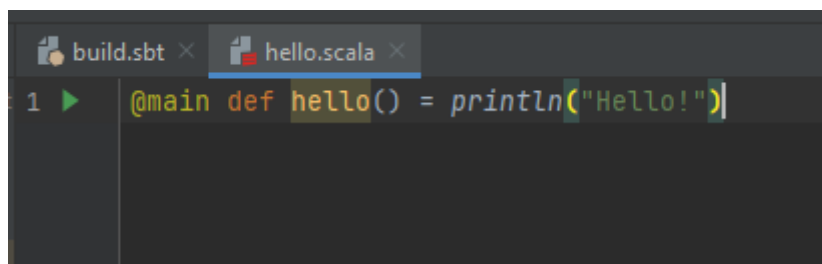 build.sbt hello.scala
1 @main def hello() = println("Hello!")